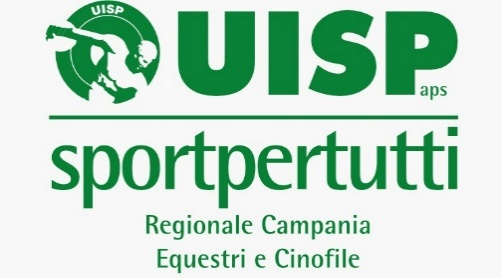 UISP
UISP
aps
sportpertutti
Regionale Campania
Equestri e Cinofile